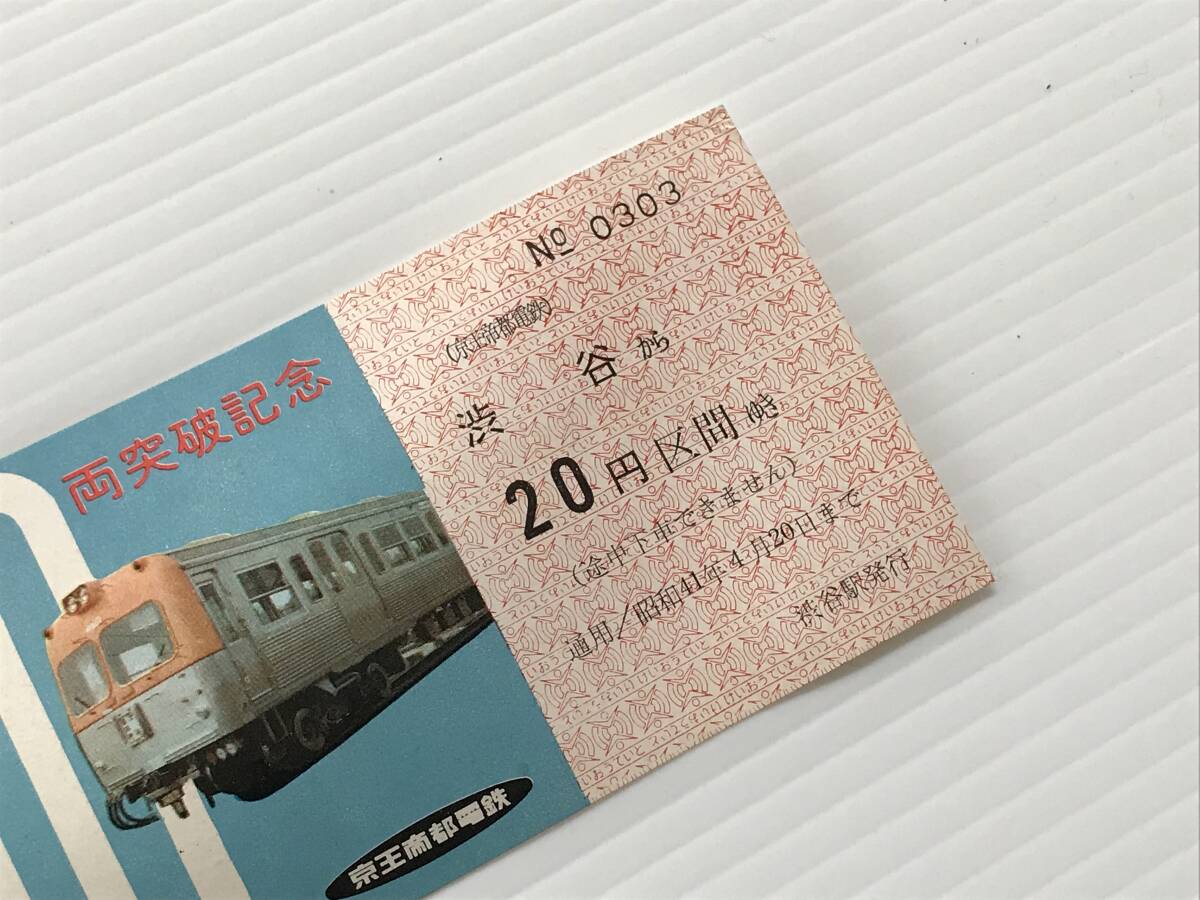 両突破記念
京王帝都電鉄
№ 0303
(京王帝都電鉄)
渋谷から
20円区間ゆき
(途中下車できません)
通用/昭和41年4月20日まで
渋谷駅発行